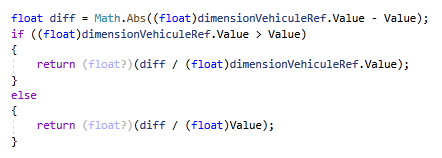 float diff = Math.Abs((float)dimensionVehiculeRef.Value - Value);
if ((float)dimensionVehiculeRef.Value > Value)
{
    return (float?)(diff / (float)dimensionVehiculeRef.Value);
}
else
{
    return (float?)(diff / (float)Value);
}